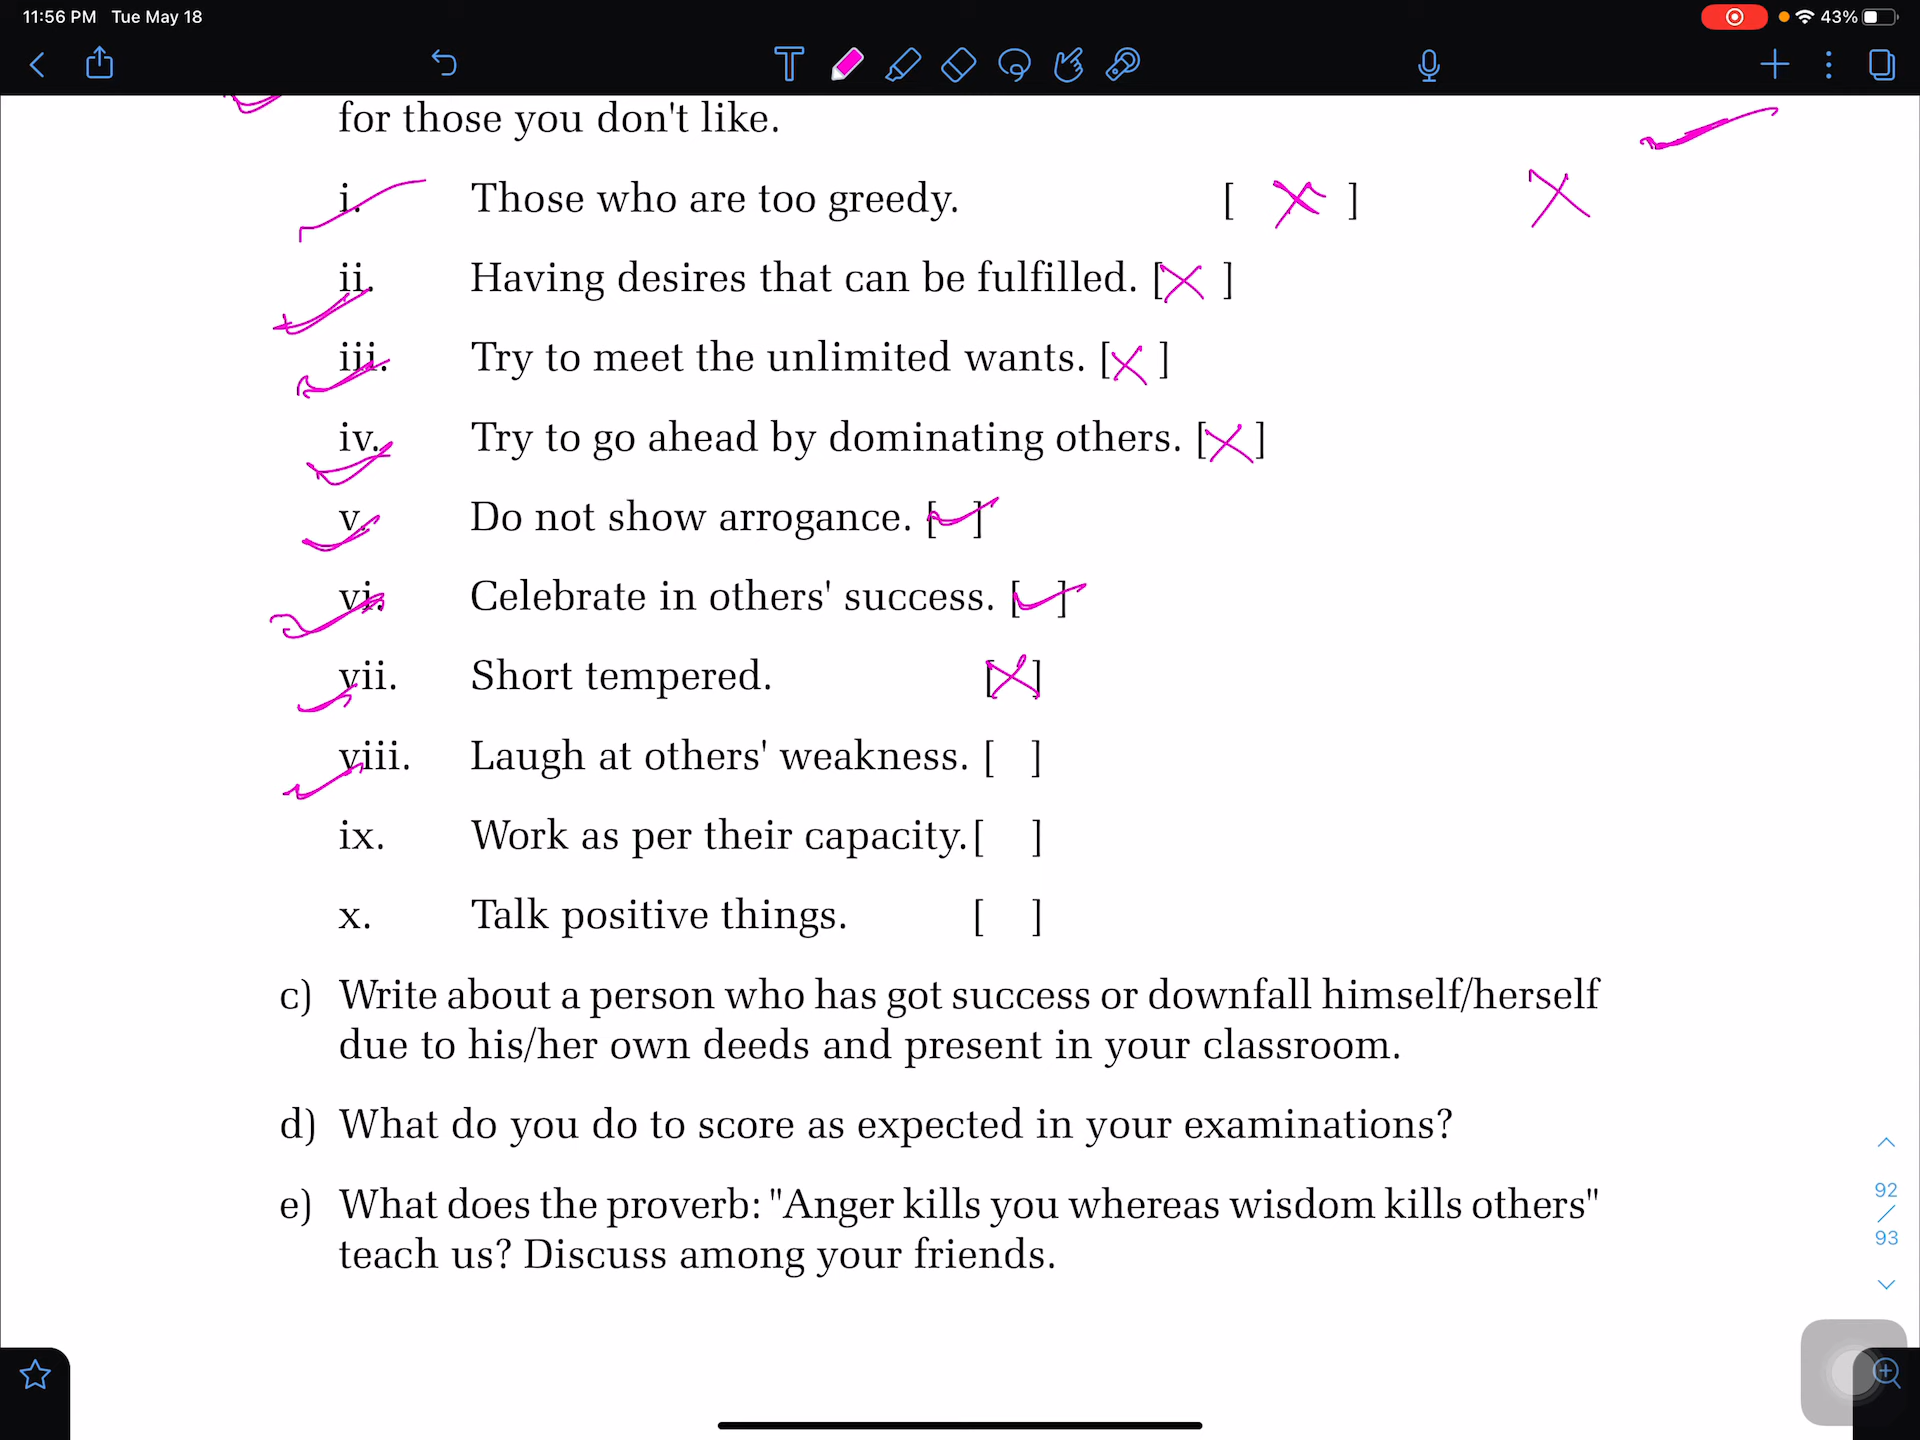 11:56 PM Tue May 18 43%
for those you don't like.
i. Those who are too greedy. [ ✗ ] ✗
ii. Having desires that can be fulfilled. [✗ ]
iii. Try to meet the unlimited wants. [✗ ]
iv. Try to go ahead by dominating others. [✗]
v. Do not show arrogance. [✓]
vi. Celebrate in others' success. [✓]
vii. Short tempered. [✗]
viii. Laugh at others' weakness. [ ]
ix. Work as per their capacity.[ ]
x. Talk positive things. [ ]
c) Write about a person who has got success or downfall himself/herself
due to his/her own deeds and present in your classroom.
d) What do you do to score as expected in your examinations?
e) What does the proverb: "Anger kills you whereas wisdom kills others"
teach us? Discuss among your friends.
92
/
93